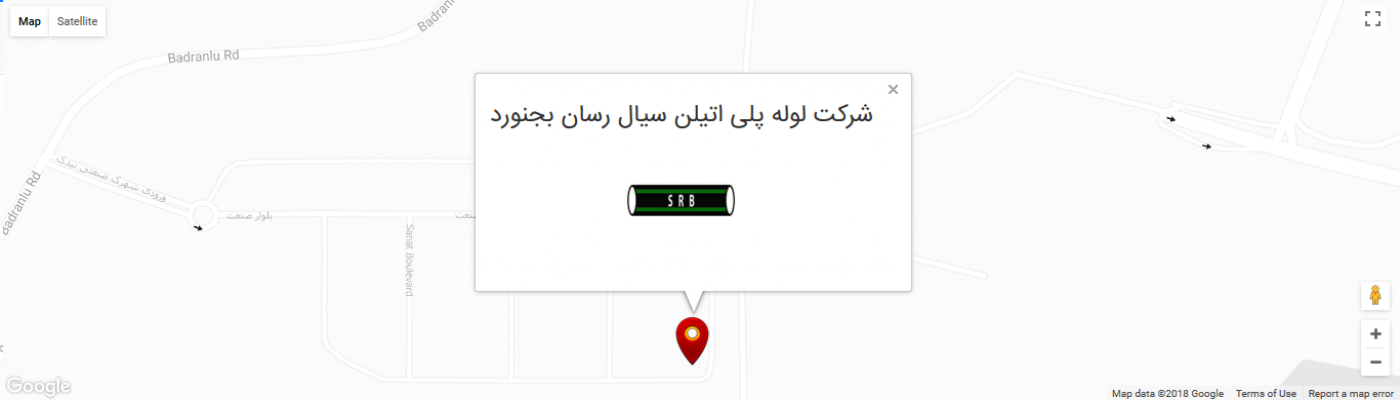 Map Satellite
Badranlu Rd
Badranlu
شرکت لوله پلی اتیلن سیال رسان بجنورد
S R B
ورودی شهرک صنعتی بیدک
Badranlu Rd
بلوار صنعت
صنعت
Sanat Boulevard
Google
Map data ©2018 Google Terms of Use Report a map error